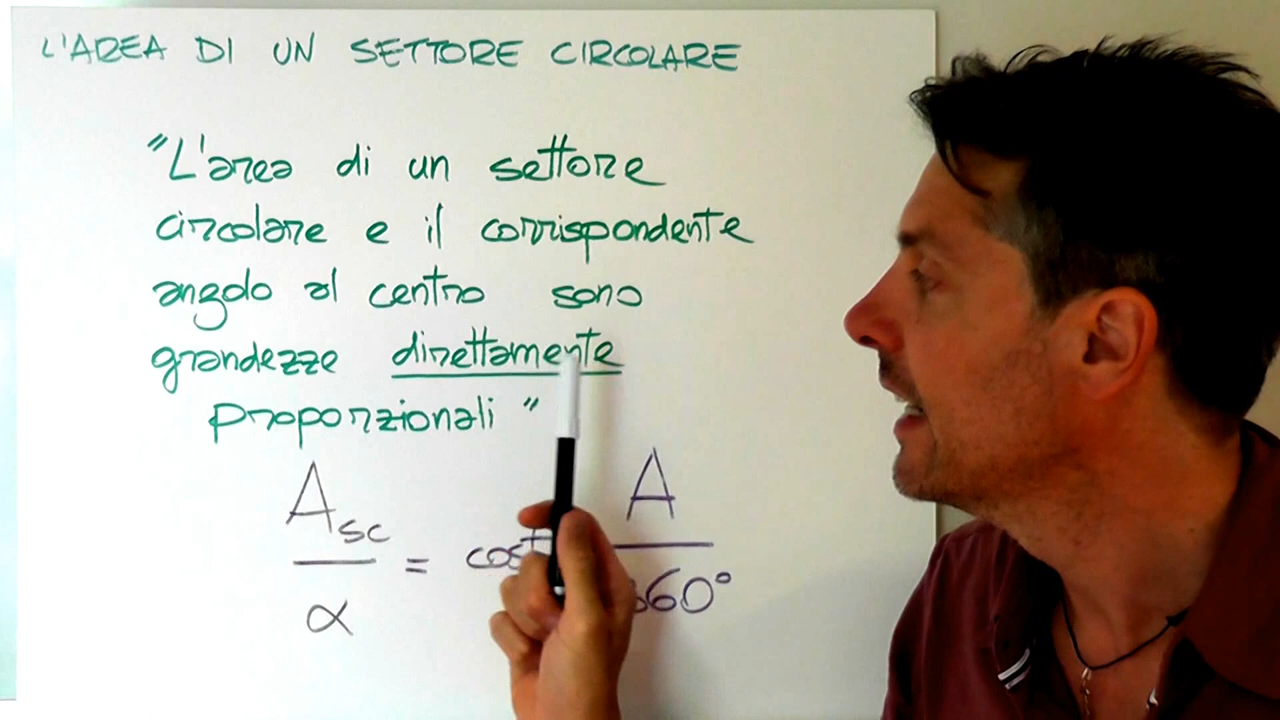 L'AREA DI UN SETTORE CIRCOLARE
"L'area di un settore
circolare e il corrispondente
angolo al centro sono
grandezze direttamente
proporzionali"
Asc A
= cost
α 360°